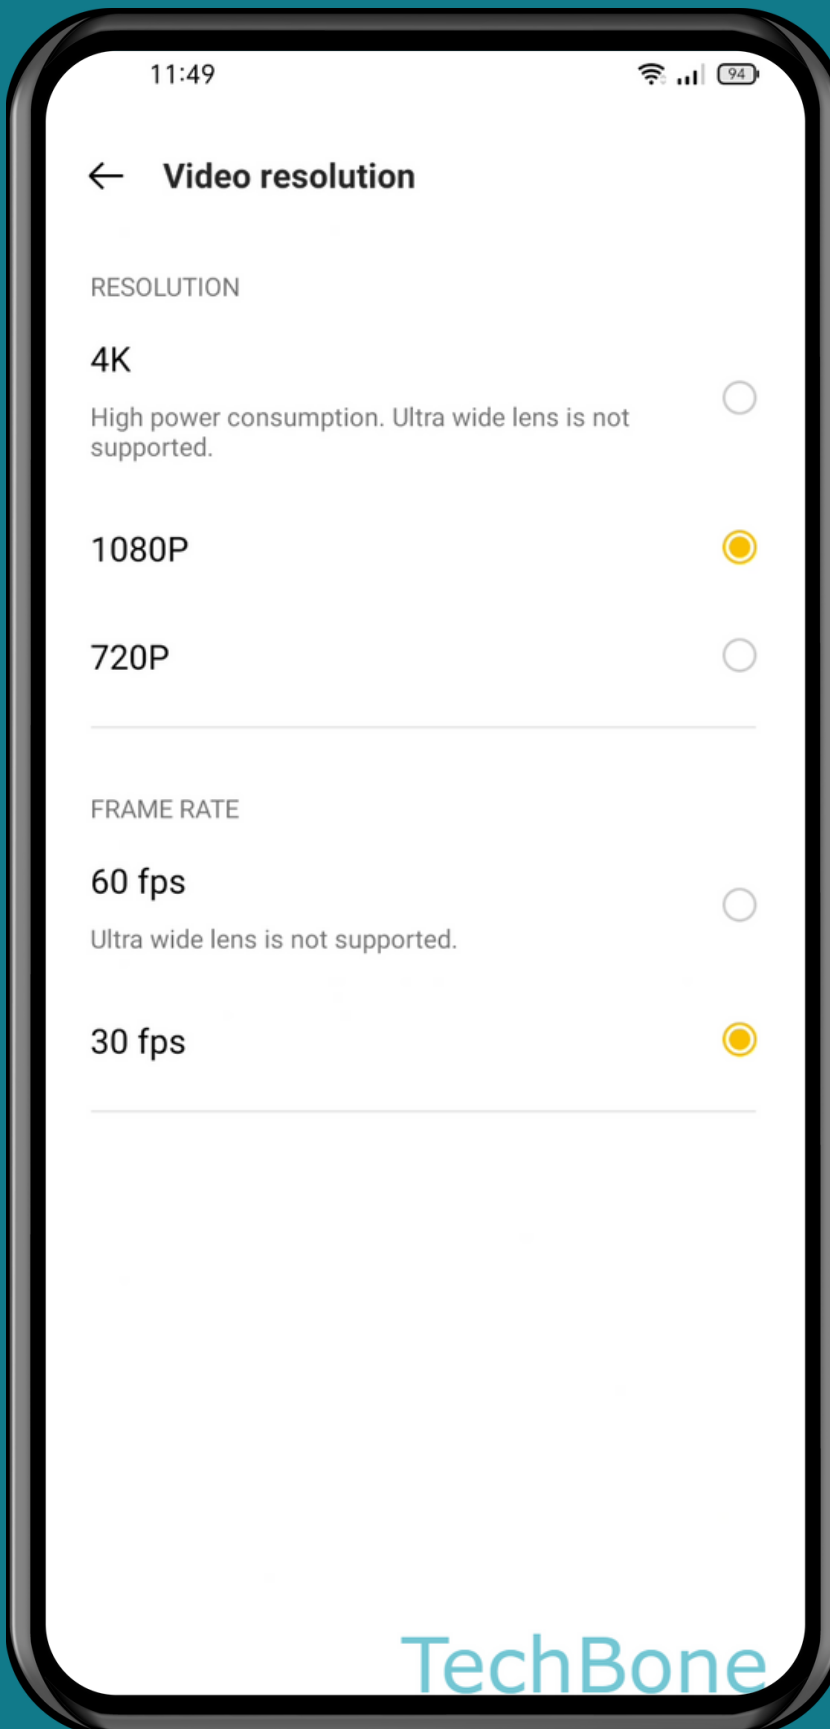 11:49
94
Video resolution
RESOLUTION
4K
High power consumption. Ultra wide lens is not
supported.
1080P
720P
FRAME RATE
60 fps
Ultra wide lens is not supported.
30 fps
TechBone